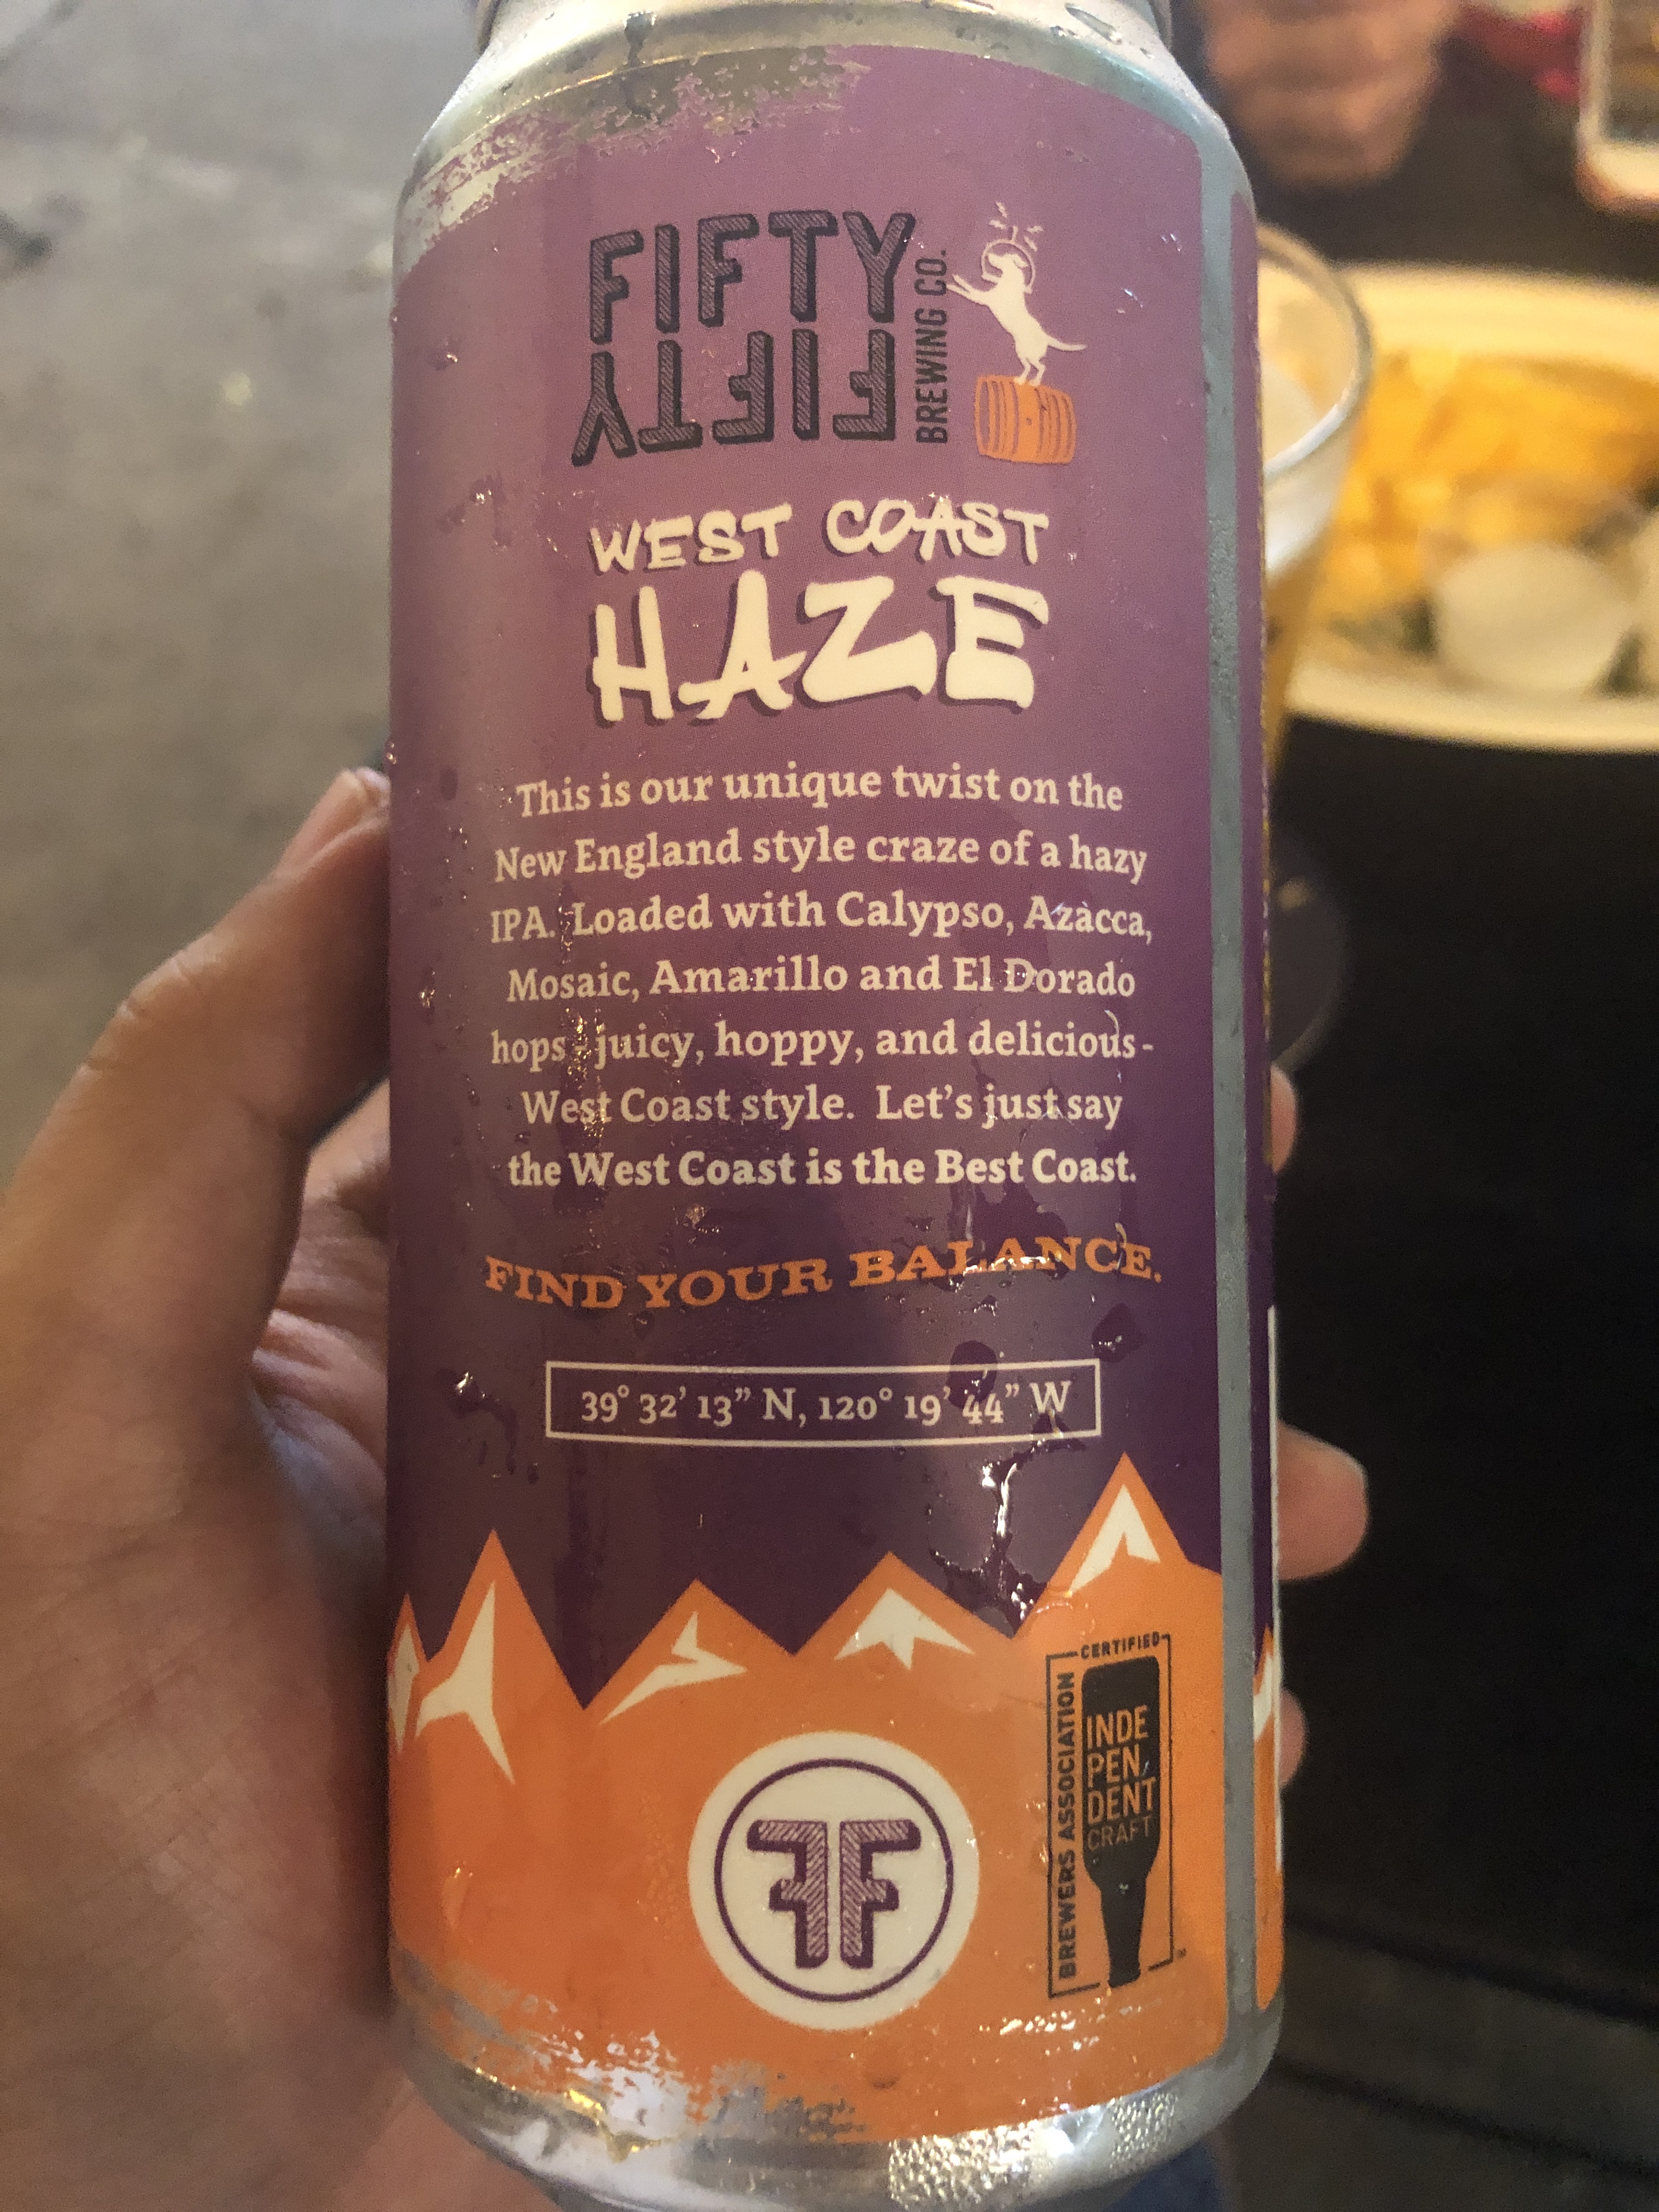 FIFTY
FIFTY
BREWING CO.
WEST COAST
HAZE
This is our unique twist on the
New England style craze of a hazy
IPA. Loaded with Calypso, Azacca,
Mosaic, Amarillo and El Dorado
hops - juicy, hoppy, and delicious -
West Coast style. Let's just say
the West Coast is the Best Coast.
FIND YOUR BALANCE.
39° 32' 13" N, 120° 19' 44" W
FF
BREWERS ASSOCIATION
CERTIFIED
INDE
PEN
DENT
CRAFT
TM